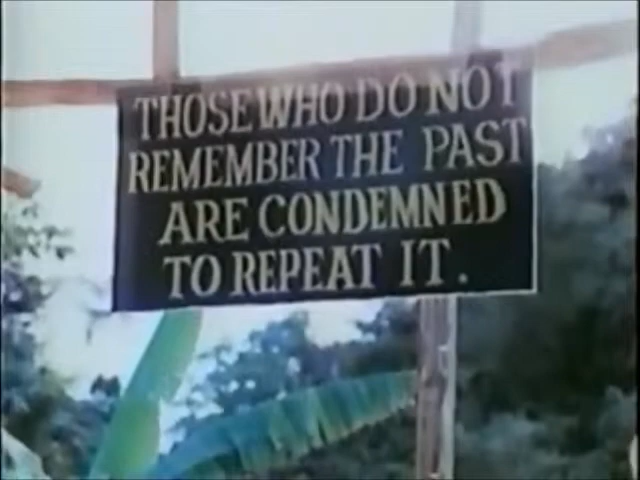 THOSE WHO DO NOT
REMEMBER THE PAST
ARE CONDEMNED
TO REPEAT IT.